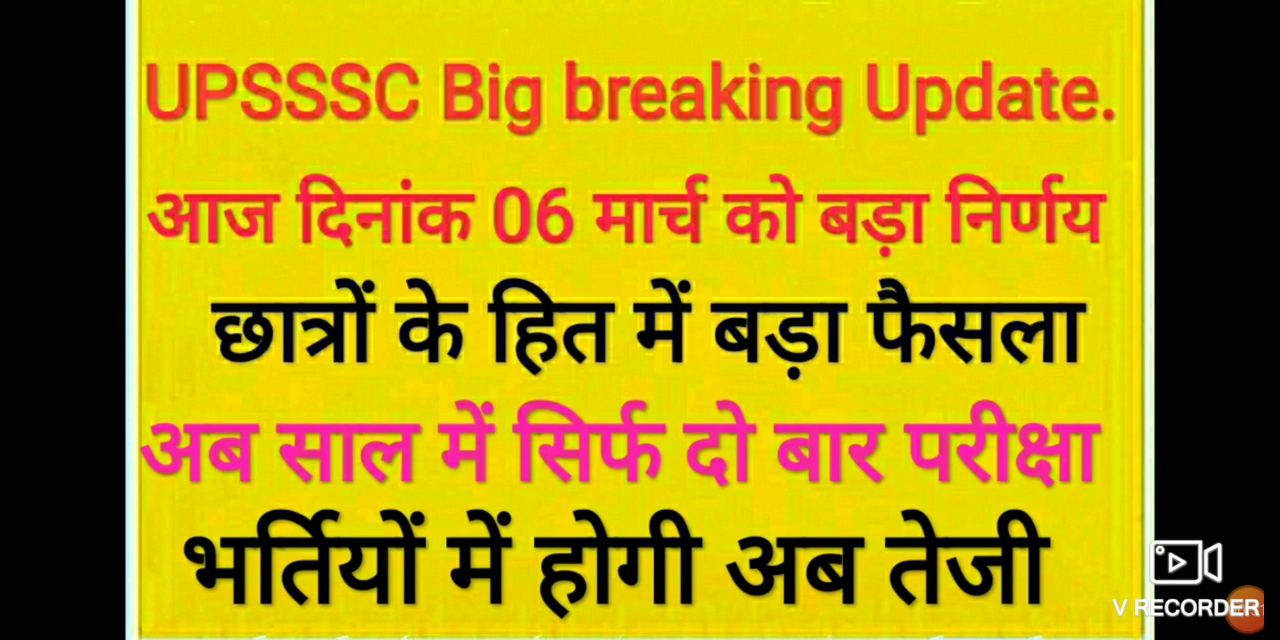 UPSSSC Big breaking Update.
आज दिनांक 06 मार्च को बड़ा निर्णय
छात्रों के हित में बड़ा फैसला
अब साल में सिर्फ दो बार परीक्षा
भर्तियों में होगी अब तेजी
V RECORDER